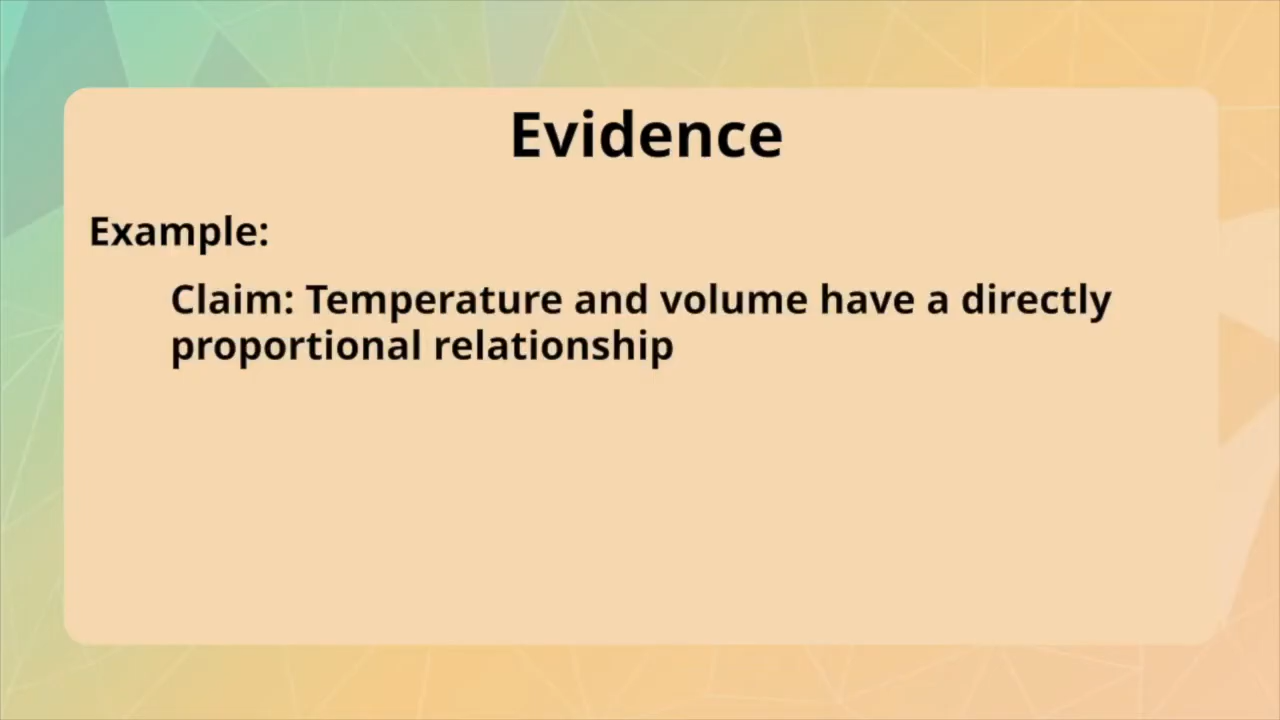 Evidence
Example:
Claim: Temperature and volume have a directly
proportional relationship